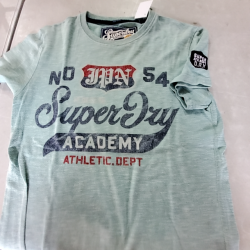 NO JPN 54
SuperDry
ACADEMY
ATHLETIC.DEPT